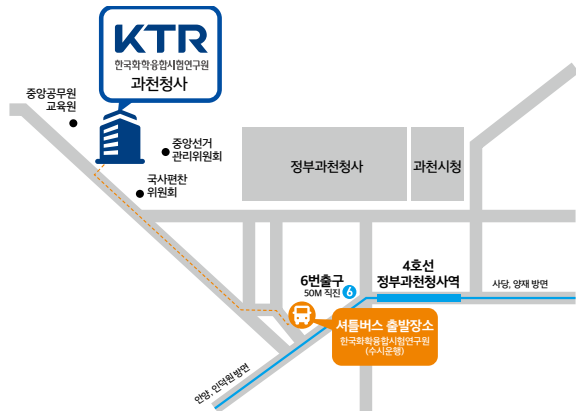 KTR
한국화학융합시험연구원
과천청사
중앙공무원
교육원
중앙선거
관리위원회
국사편찬
위원회
정부과천청사
과천시청
6번출구
50M 직진 6
4호선
정부과천청사역
사당, 양재 방면
셔틀버스 출발장소
한국화학융합시험연구원
(수시운행)
안양, 인덕원 방면